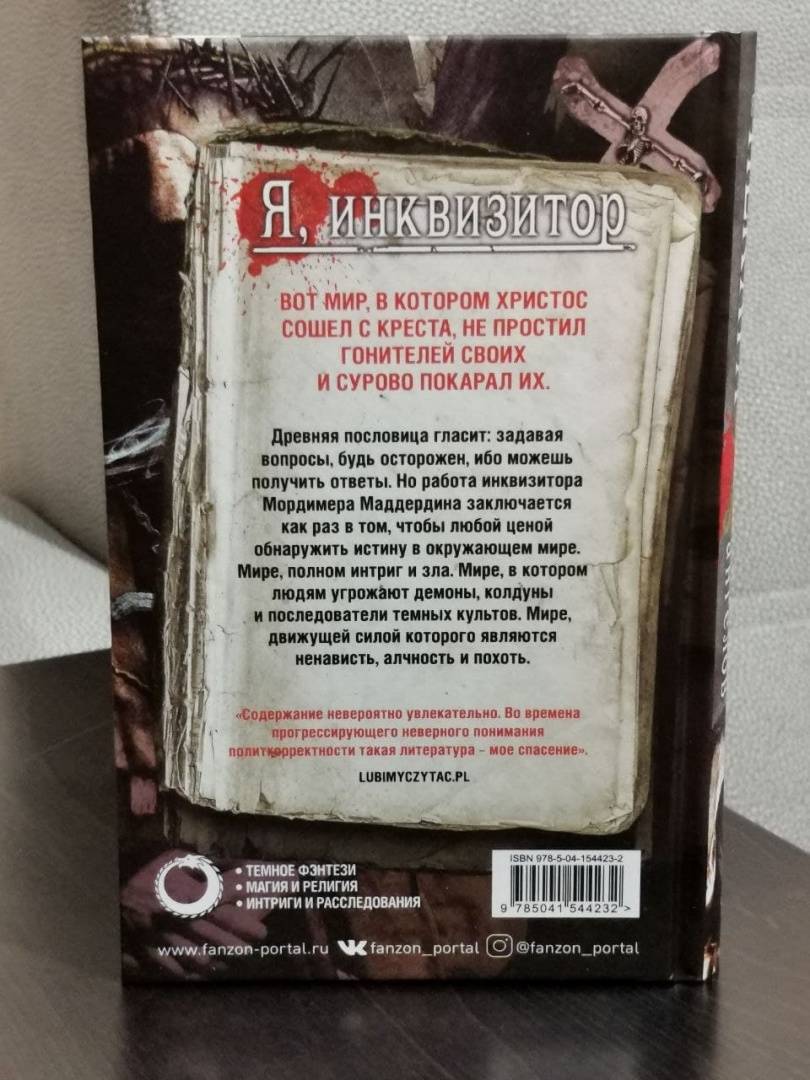 Я, инквизитор
ВОТ МИР, В КОТОРОМ ХРИСТОС
СОШЕЛ С КРЕСТА, НЕ ПРОСТИЛ
ГОНИТЕЛЕЙ СВОИХ
И СУРОВО ПОКАРАЛ ИХ.
Древняя пословица гласит: задавая
вопросы, будь осторожен, ибо можешь
получить ответы. Но работа инквизитора
Мордимера Маддердина заключается
как раз в том, чтобы любой ценой
обнаружить истину в окружающем мире.
Мире, полном интриг и зла. Мире, в котором
людям угрожают демоны, колдуны
и последователи темных культов. Мире,
движущей силой которого являются
ненависть, алчность и похоть.
«Содержание невероятно увлекательно. Во времена
прогрессирующего неверного понимания
политкорректности такая литература – мое спасение».
LUBIMYCZYTAC.PL
• ТЕМНОЕ ФЭНТЕЗИ
• МАГИЯ И РЕЛИГИЯ
• ИНТРИГИ И РАССЛЕДОВАНИЯ
ISBN 978-5-04-154423-2
9 785041 544232 >
www.fanzon-portal.ru fanzon_portal @fanzon_portal